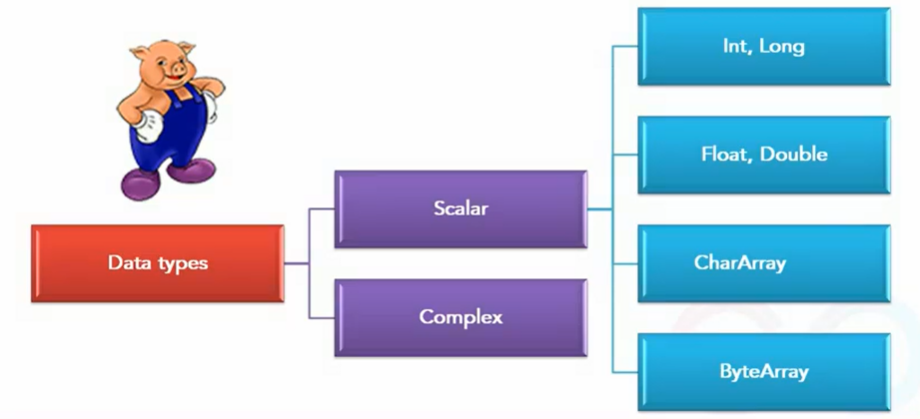 Data types
Scalar
Complex
Int, Long
Float, Double
CharArray
ByteArray